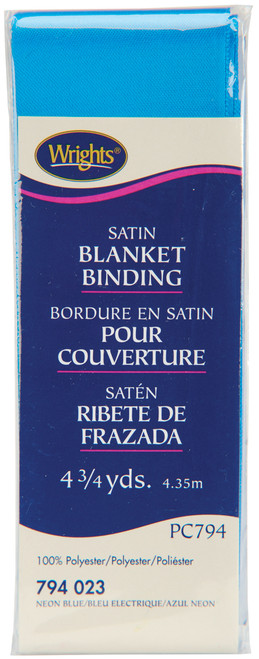 Wrights®
SATIN
BLANKET
BINDING
BORDURE EN SATIN
POUR
COUVERTURE
SATÉN
RIBETE DE
FRAZADA
4 3/4 yds. 4.35m
PC794
100% Polyester/Polyester/Poliéster
794 023
NEON BLUE/BLEU ELECTRIQUE/AZUL NEON